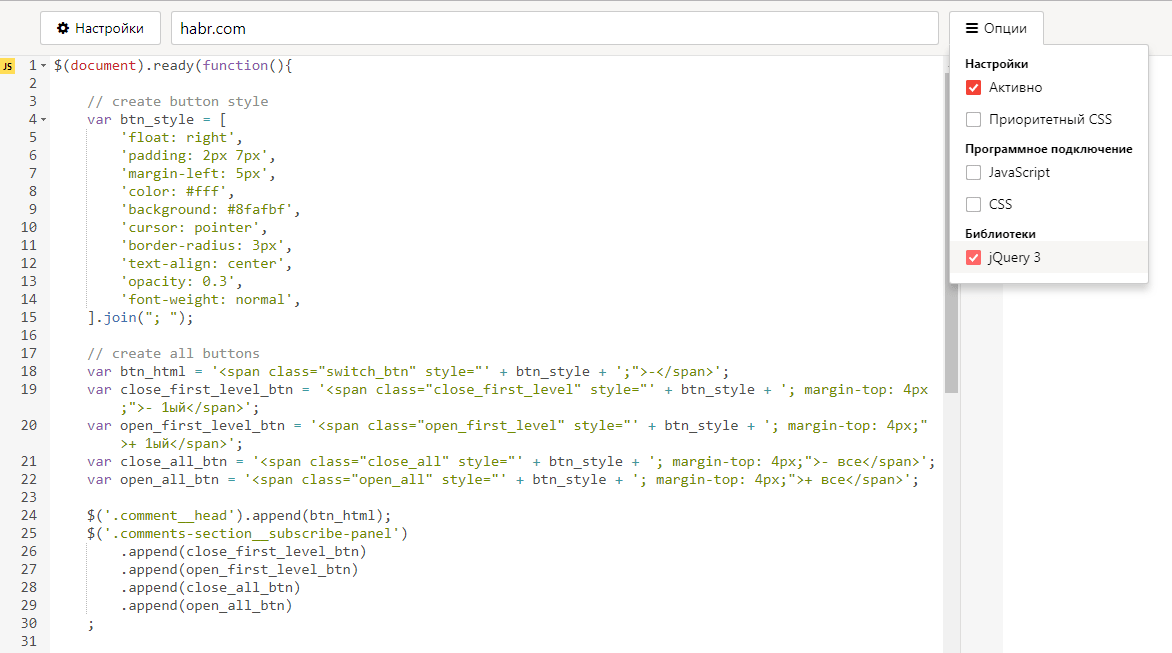 Настройки
habr.com
Опции
JS
1 $(document).ready(function(){
2
3 // create button style
4 var btn_style = [
5 'float: right',
6 'padding: 2px 7px',
7 'margin-left: 5px',
8 'color: #fff',
9 'background: #8fafbf',
10 'cursor: pointer',
11 'border-radius: 3px',
12 'text-align: center',
13 'opacity: 0.3',
14 'font-weight: normal',
15 ].join("; ");
16
17 // create all buttons
18 var btn_html = '<span class="switch_btn" style="' + btn_style + ';">-</span>';
19 var close_first_level_btn = '<span class="close_first_level" style="' + btn_style + '; margin-top: 4px
;">- 1ый</span>';
20 var open_first_level_btn = '<span class="open_first_level" style="' + btn_style + '; margin-top: 4px;"
>+ 1ый</span>';
21 var close_all_btn = '<span class="close_all" style="' + btn_style + '; margin-top: 4px;">- все</span>';
22 var open_all_btn = '<span class="open_all" style="' + btn_style + '; margin-top: 4px;">+ все</span>';
23
24 $('.comment__head').append(btn_html);
25 $('.comments-section__subscribe-panel')
26 .append(close_first_level_btn)
27 .append(open_first_level_btn)
28 .append(close_all_btn)
29 .append(open_all_btn)
30 ;
31
Настройки
Активно
Приоритетный CSS
Программное подключение
JavaScript
CSS
Библиотеки
jQuery 3